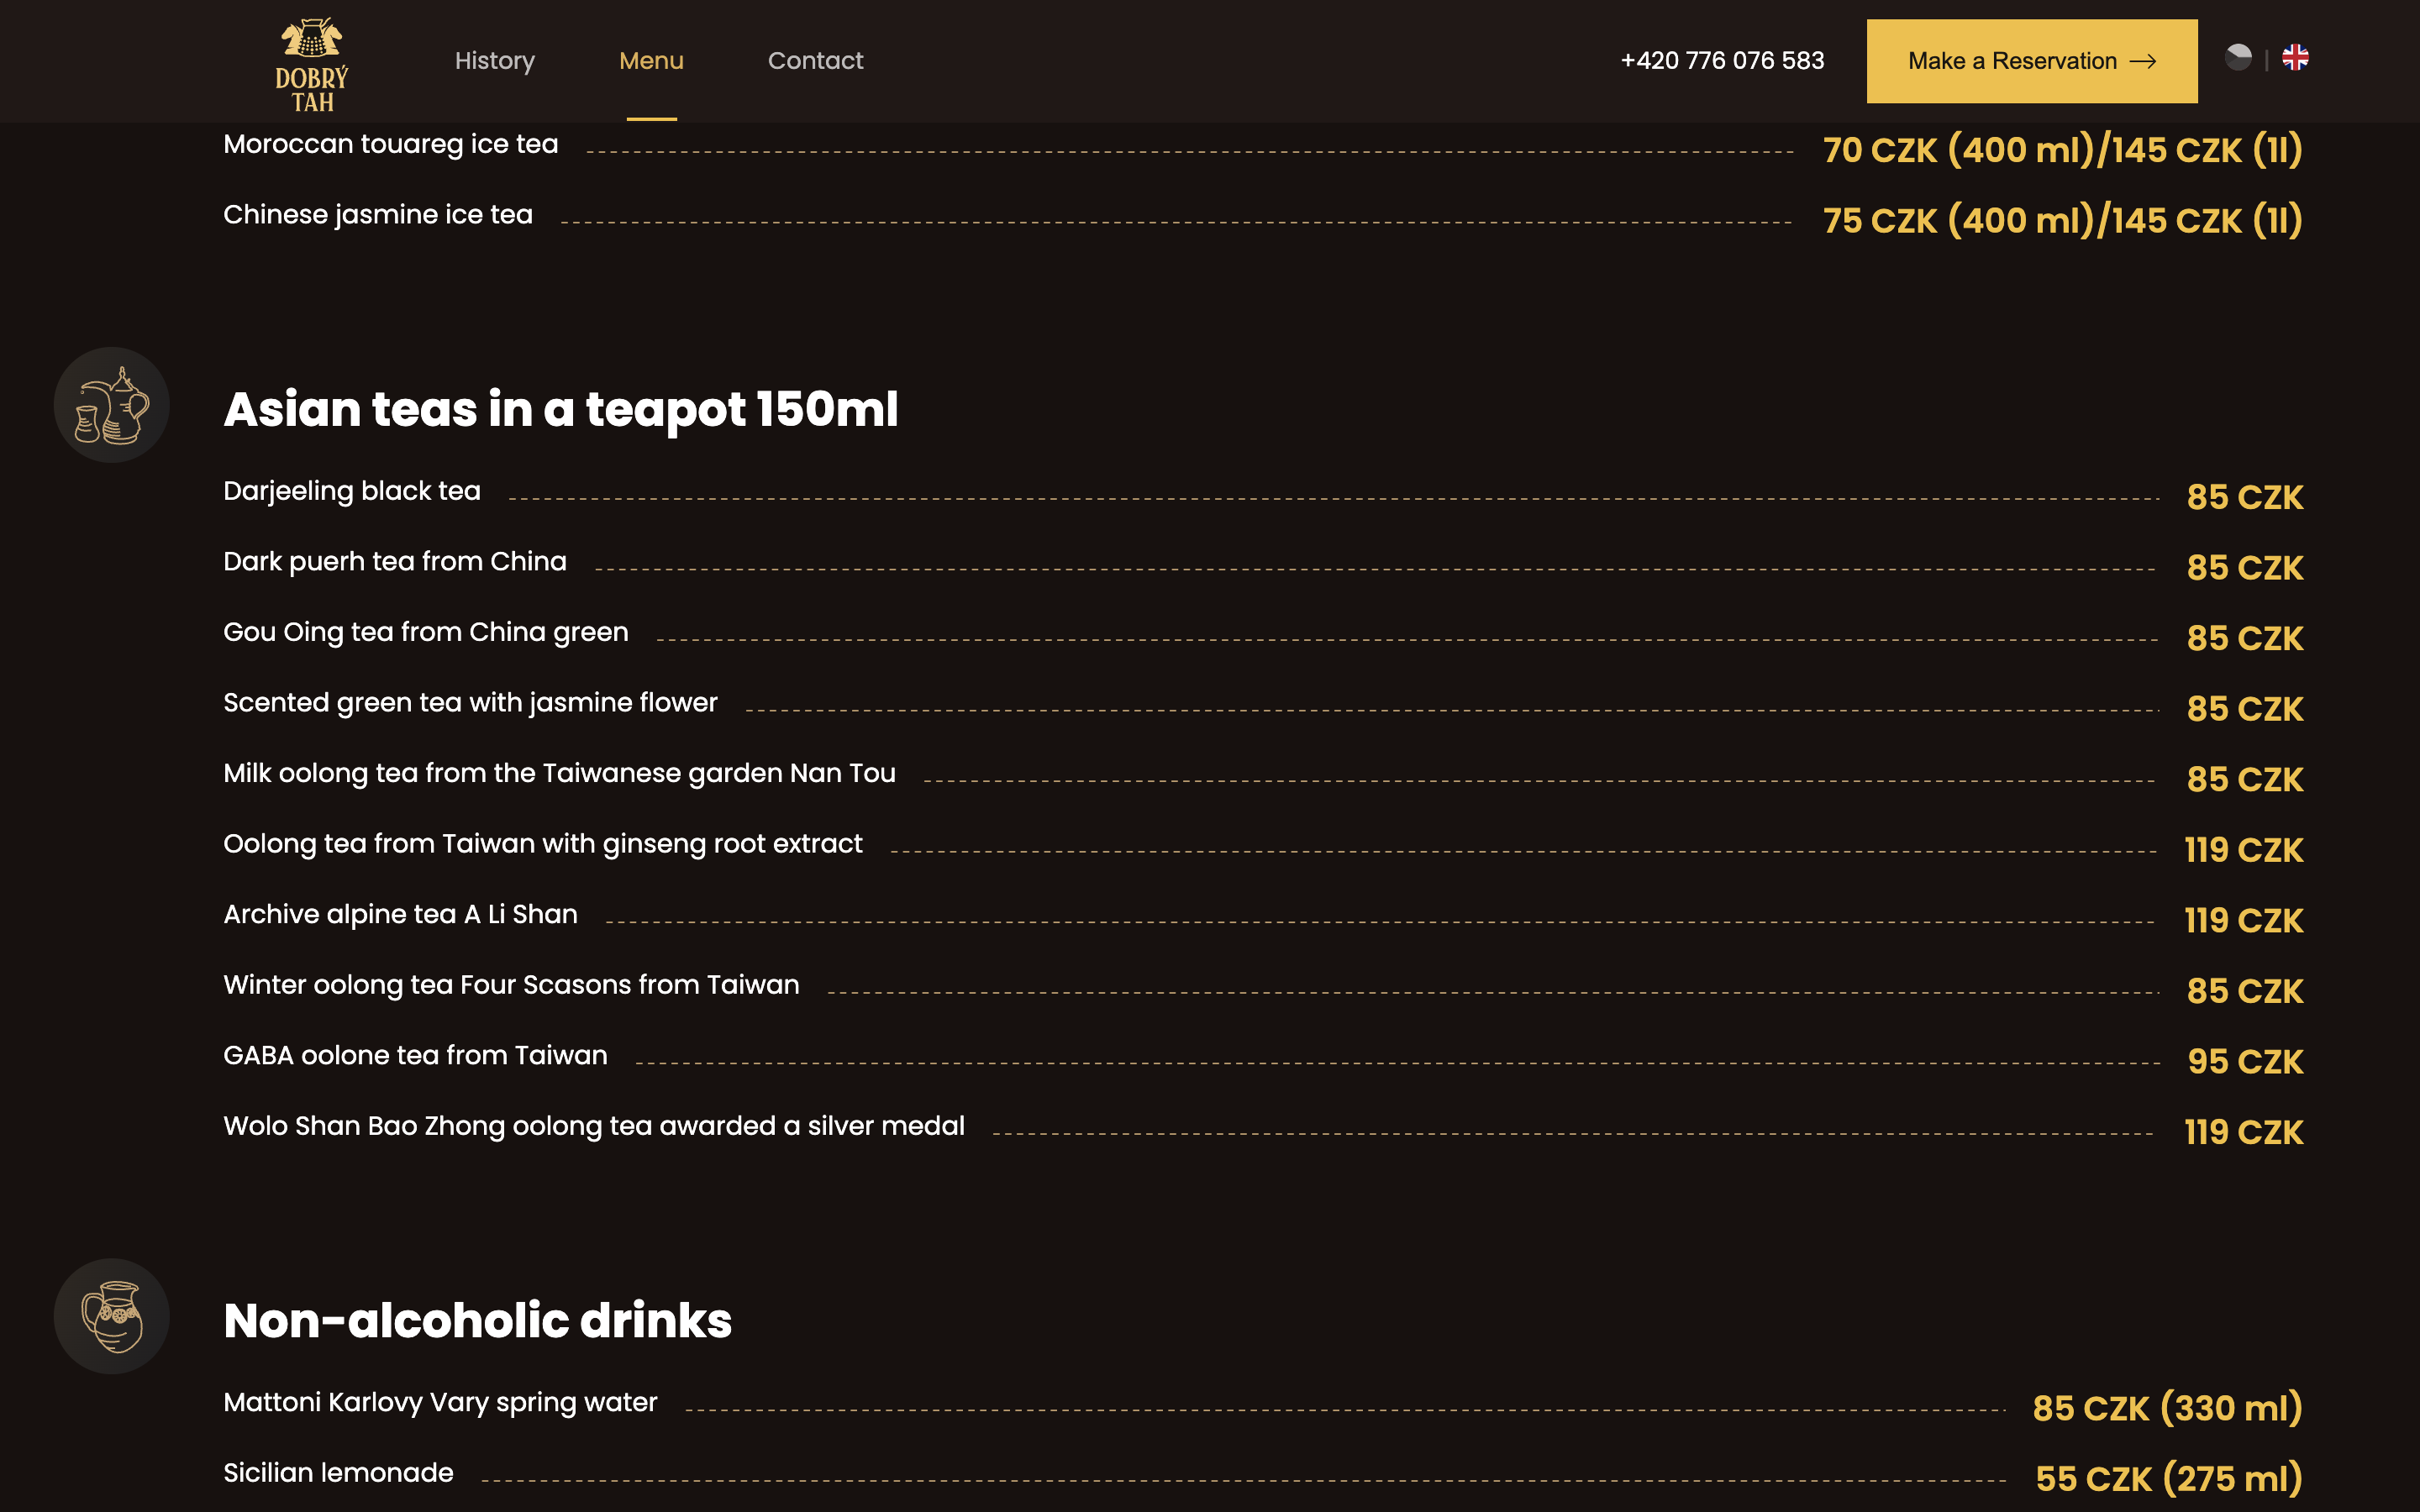 DOBRÝ
TAH
History
Menu
Contact
+420 776 076 583
Make a Reservation →
|
Moroccan touareg ice tea 70 CZK (400 ml)/145 CZK (1l)
Chinese jasmine ice tea 75 CZK (400 ml)/145 CZK (1l)
Asian teas in a teapot 150ml
Darjeeling black tea 85 CZK
Dark puerh tea from China 85 CZK
Gou Oing tea from China green 85 CZK
Scented green tea with jasmine flower 85 CZK
Milk oolong tea from the Taiwanese garden Nan Tou 85 CZK
Oolong tea from Taiwan with ginseng root extract 119 CZK
Archive alpine tea A Li Shan 119 CZK
Winter oolong tea Four Scasons from Taiwan 85 CZK
GABA oolone tea from Taiwan 95 CZK
Wolo Shan Bao Zhong oolong tea awarded a silver medal 119 CZK
Non-alcoholic drinks
Mattoni Karlovy Vary spring water 85 CZK (330 ml)
Sicilian lemonade 55 CZK (275 ml)